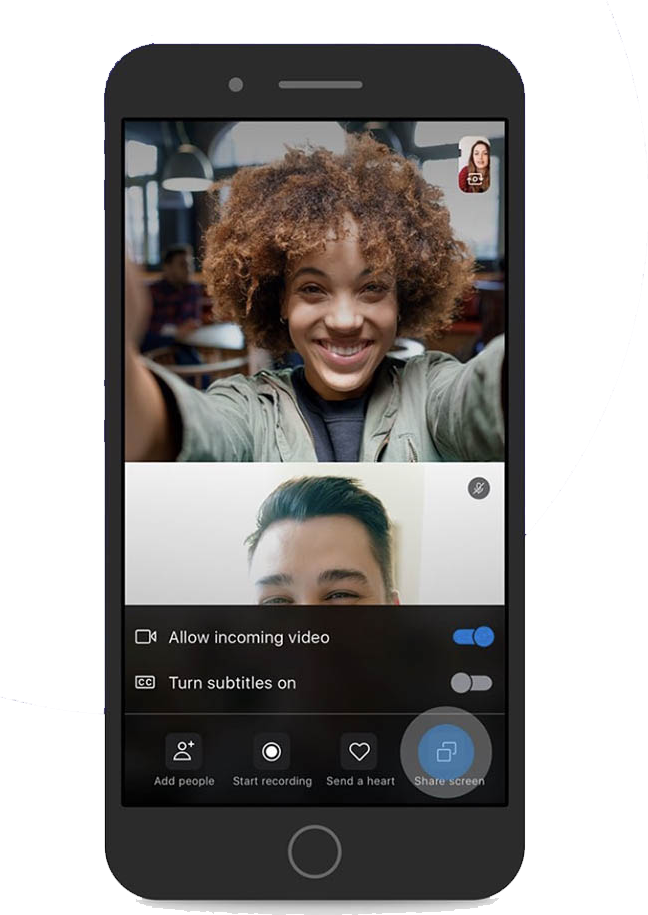 Allow incoming video
CC Turn subtitles on
Add people Start recording Send a heart Share screen